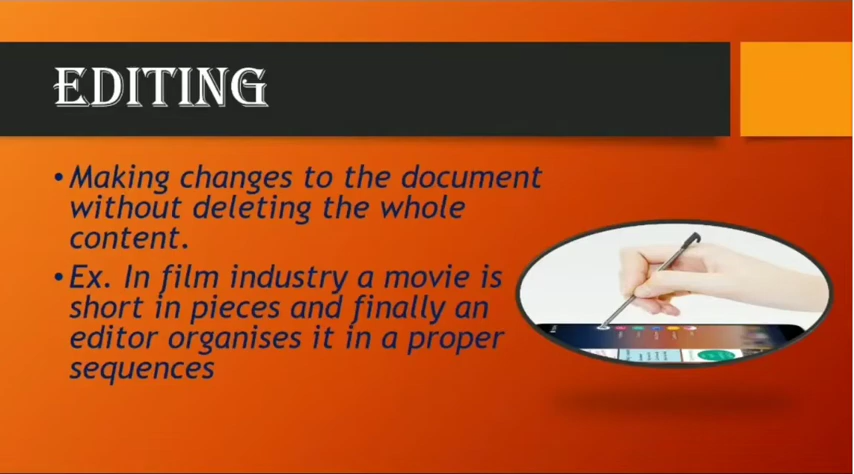 EDITING
• Making changes to the document
without deleting the whole
content.
• Ex. In film industry a movie is
short in pieces and finally an
editor organises it in a proper
sequences